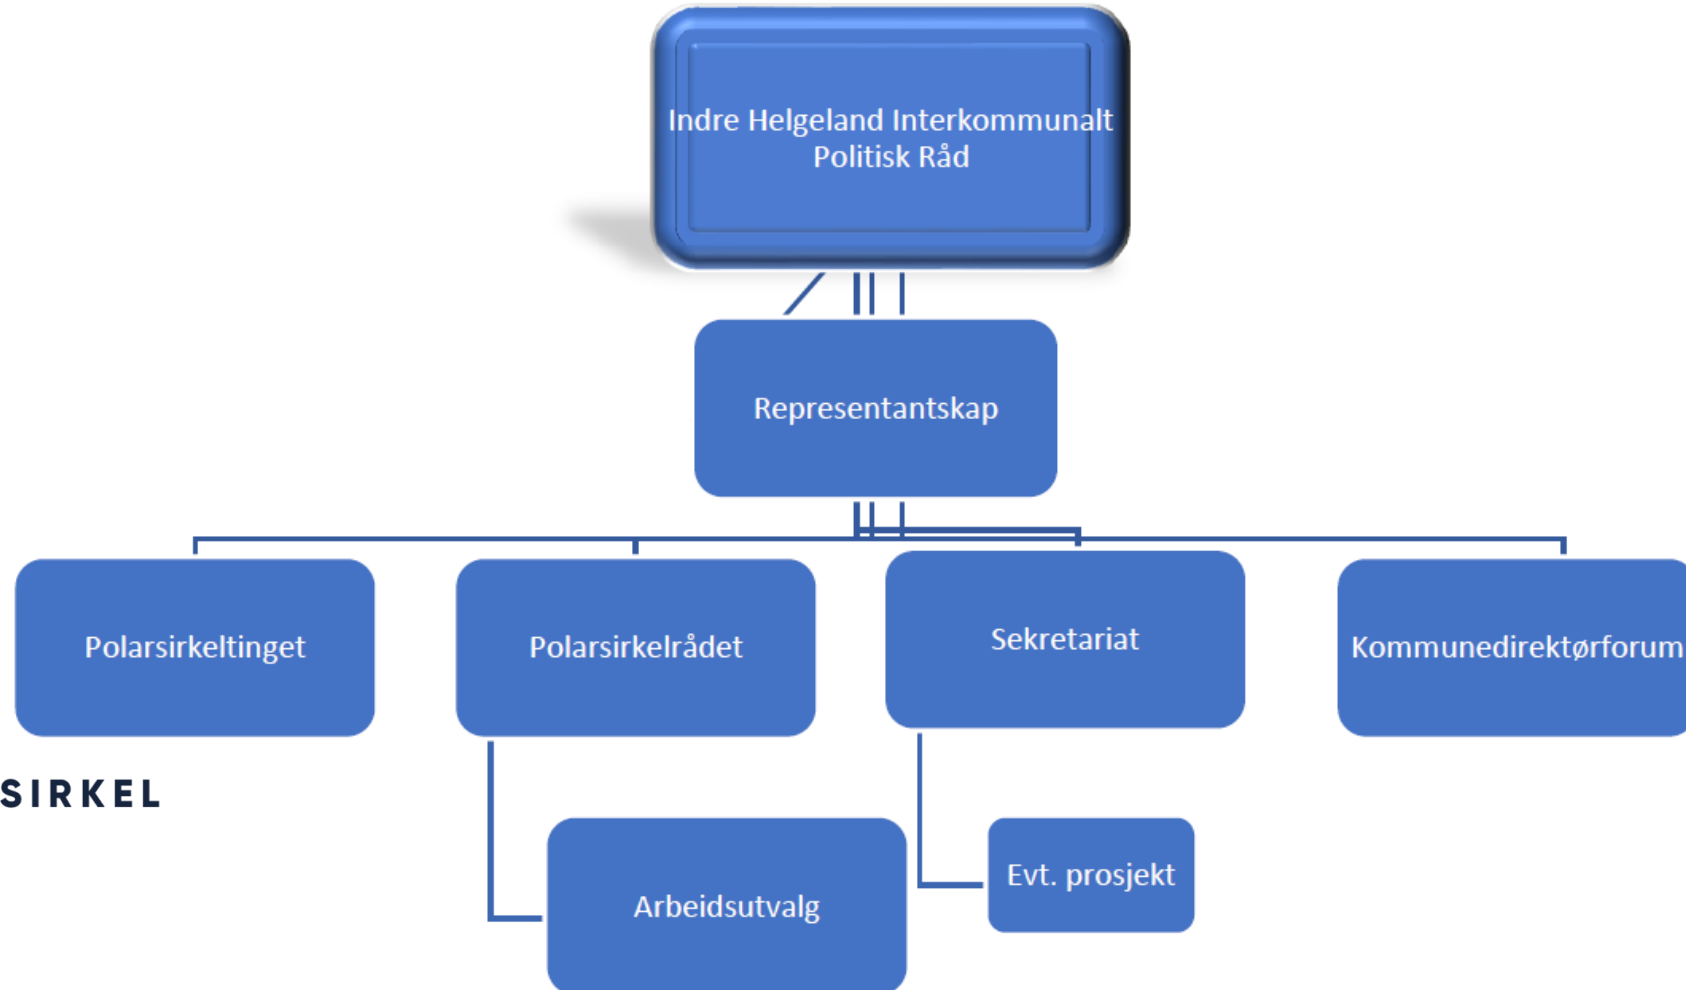 Indre Helgeland Interkommunalt
Politisk Råd
Representantskap
Polarsirkeltinget
Polarsirkelrådet
Sekretariat
Kommunedirektørforum
SIRKEL
Arbeidsutvalg
Evt. prosjekt